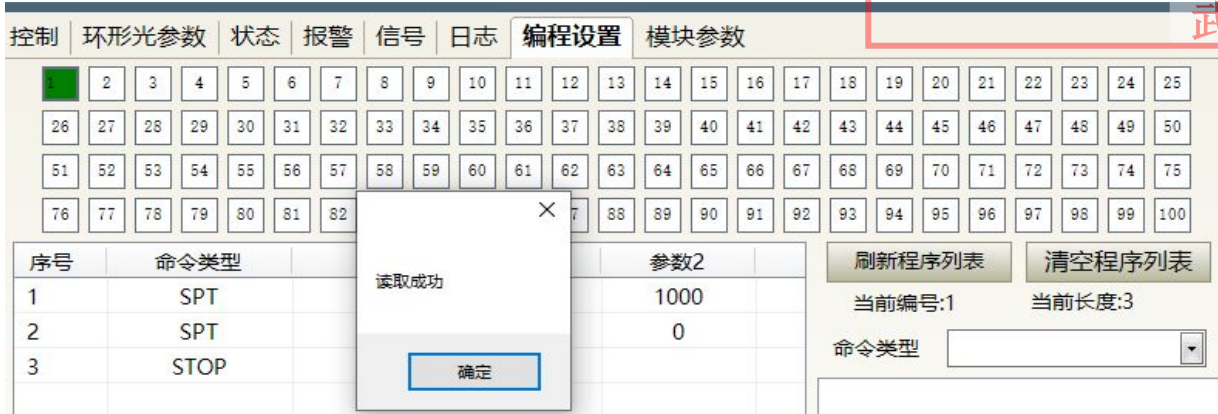 武
控制 环形光参数 状态 报警 信号 日志 编程设置 模块参数
1 2 3 4 5 6 7 8 9 10 11 12 13 14 15 16 17 18 19 20 21 22 23 24 25
26 27 28 29 30 31 32 33 34 35 36 37 38 39 40 41 42 43 44 45 46 47 48 49 50
51 52 53 54 55 56 57 58 59 60 61 62 63 64 65 66 67 68 69 70 71 72 73 74 75
76 77 78 79 80 81 82 7 88 89 90 91 92 93 94 95 96 97 98 99 100
序号 命令类型 参数2 刷新程序列表 清空程序列表
读取成功
1 SPT 1000 当前编号:1 当前长度:3
2 SPT 0
命令类型
3 STOP
确定